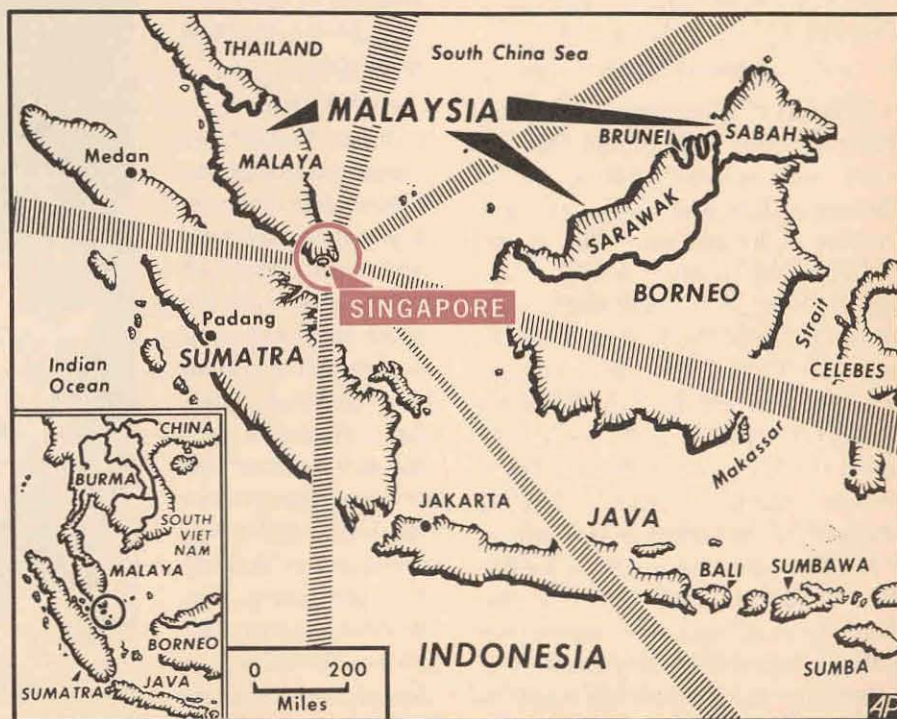 THAILAND
South China Sea
MALAYSIA
BRUNEI
SABAH
Medan
MALAYA
SARAWAK
SINGAPORE
BORNEO
Padang
SUMATRA
Strait
Makassar
CELEBES
Indian
Ocean
JAKARTA
JAVA
BALI
SUMBAWA
INDONESIA
SUMBA
CHINA
BURMA
SOUTH
VIET
NAM
MALAYA
BORNEO
SUMATRA
JAVA
0 200
Miles
AP